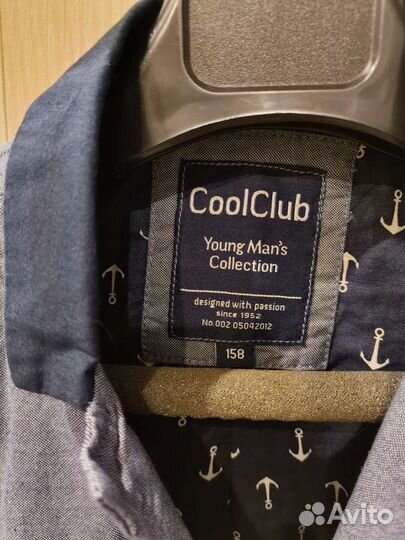 CoolClub
Young Man's
Collection
designed with passion
since 1952
No.002 05042012
158
Avito